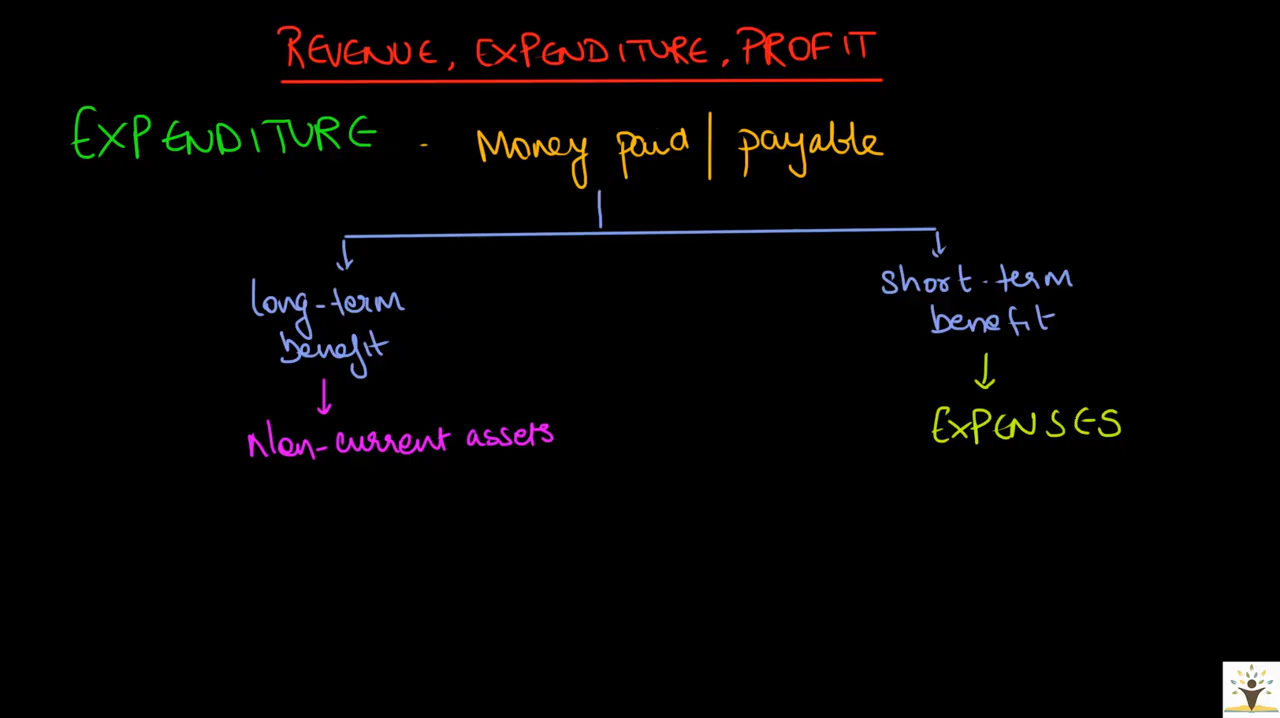 REVENUE, EXPENDITURE, PROFIT
EXPENDITURE - Money paid | payable
long-term
benefit
Non-current assets
short-term
benefit
EXPENSES